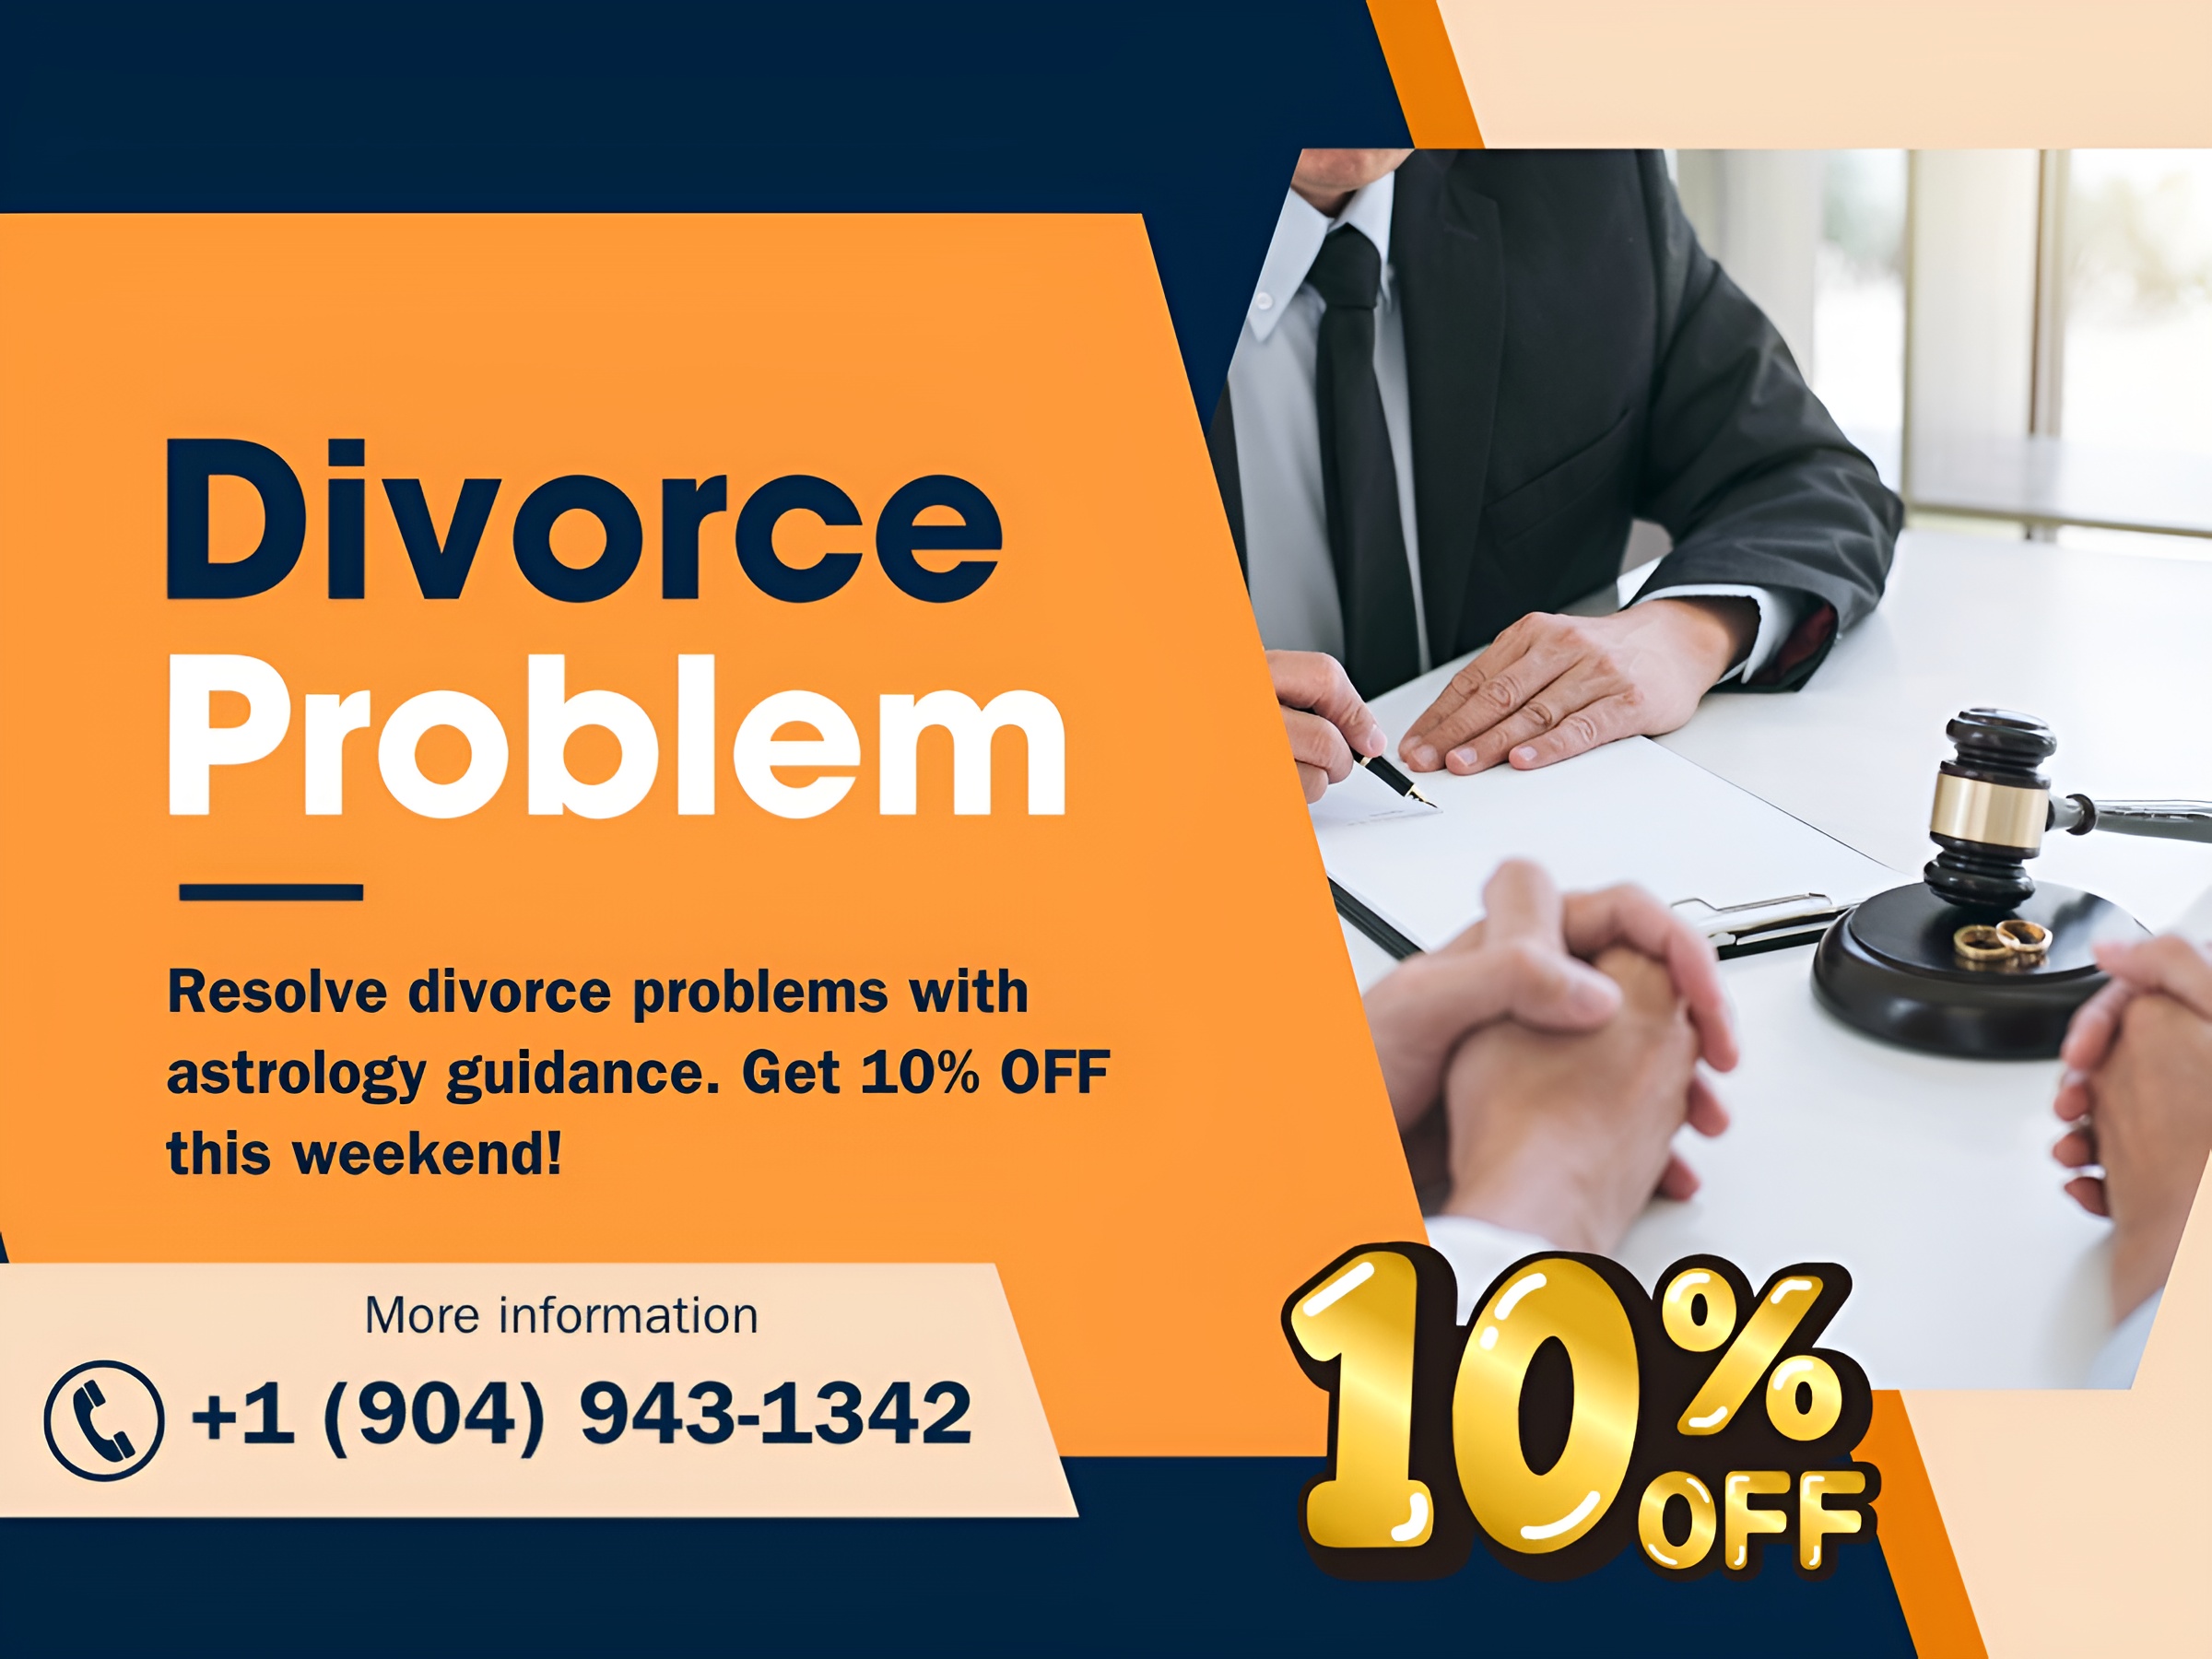 Divorce
Problem
Resolve divorce problems with
astrology guidance. Get 10% OFF
this weekend!
More information
+1 (904) 943-1342
10%
OFF